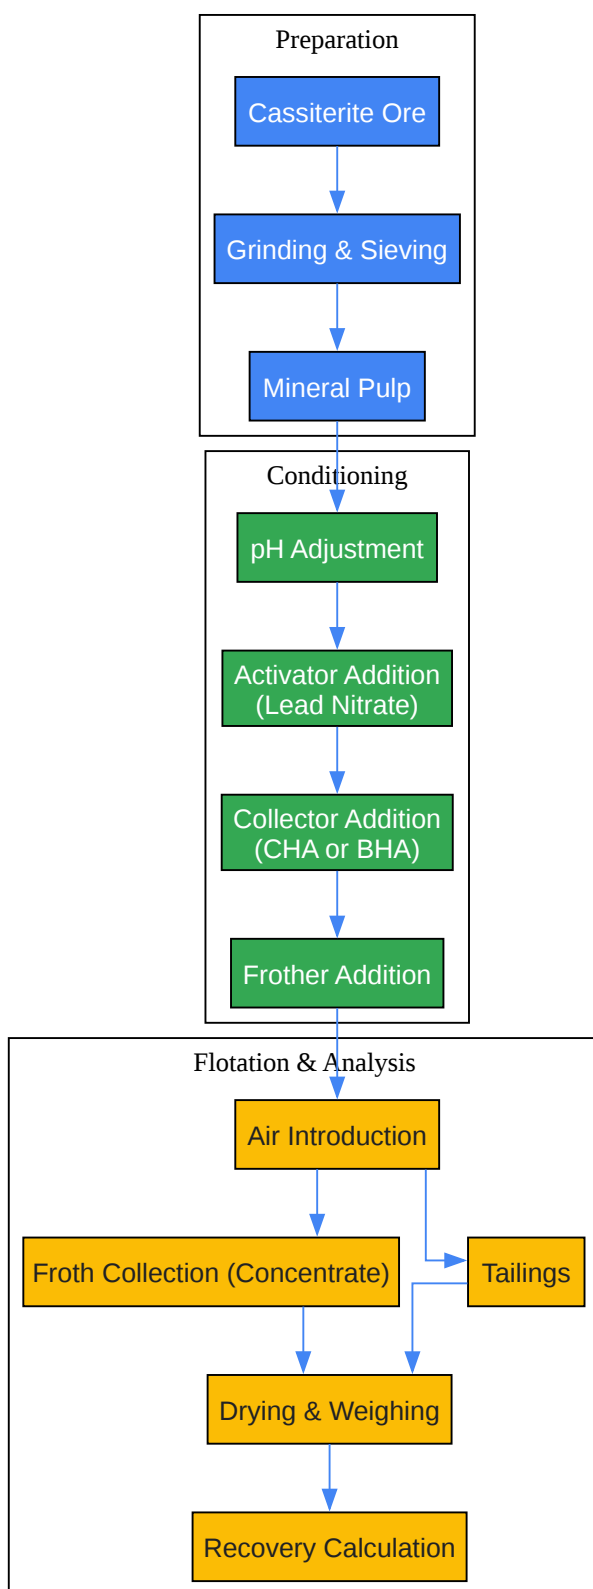 Preparation
Cassiterite Ore
Grinding & Sieving
Mineral Pulp
Conditioning
pH Adjustment
Activator Addition
(Lead Nitrate)
Collector Addition
(CHA or BHA)
Frother Addition
Flotation & Analysis
Air Introduction
Froth Collection (Concentrate)
Tailings
Drying & Weighing
Recovery Calculation